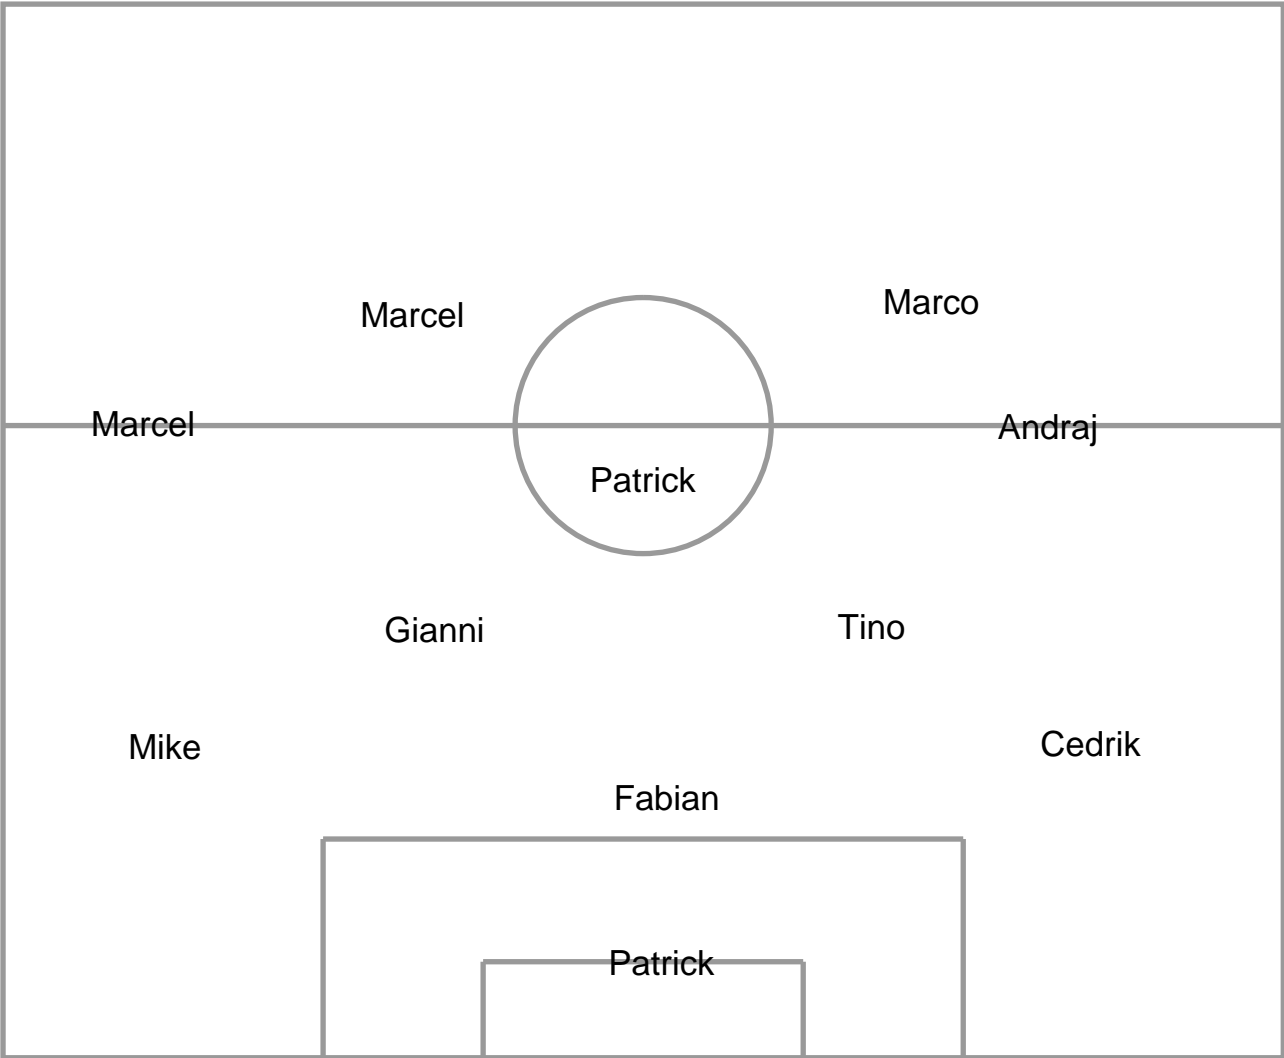 Marco
Marcel
Marcel
Andraj
Patrick
Gianni
Tino
Mike
Cedrik
Fabian
Patrick